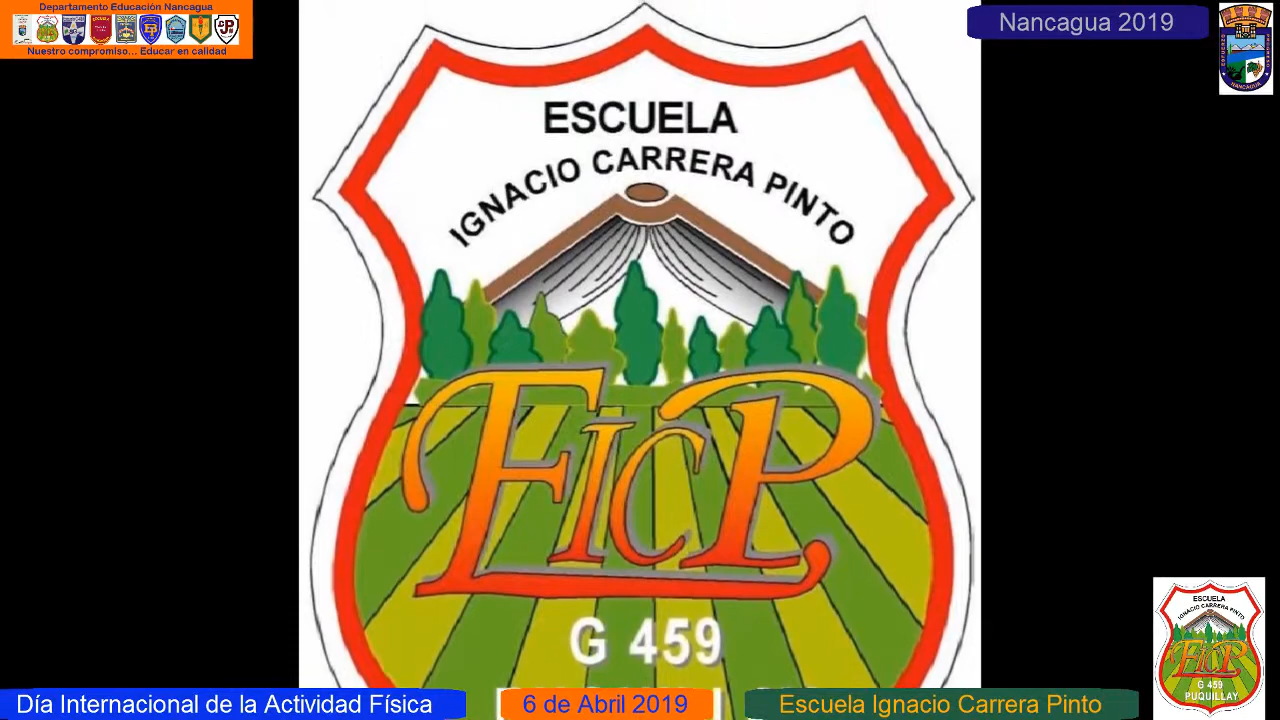 Departamento Educación Nancagua
Nuestro compromiso... Educar en calidad
Nancagua 2019
NANCAGUA
ESCUELA
IGNACIO CARRERA PINTO
EICP
G 459
ESCUELA
IGNACIO CARRERA PINTO
EICP
G 459
PUQUILLAY
Día Internacional de la Actividad Física
6 de Abril 2019
Escuela Ignacio Carrera Pinto